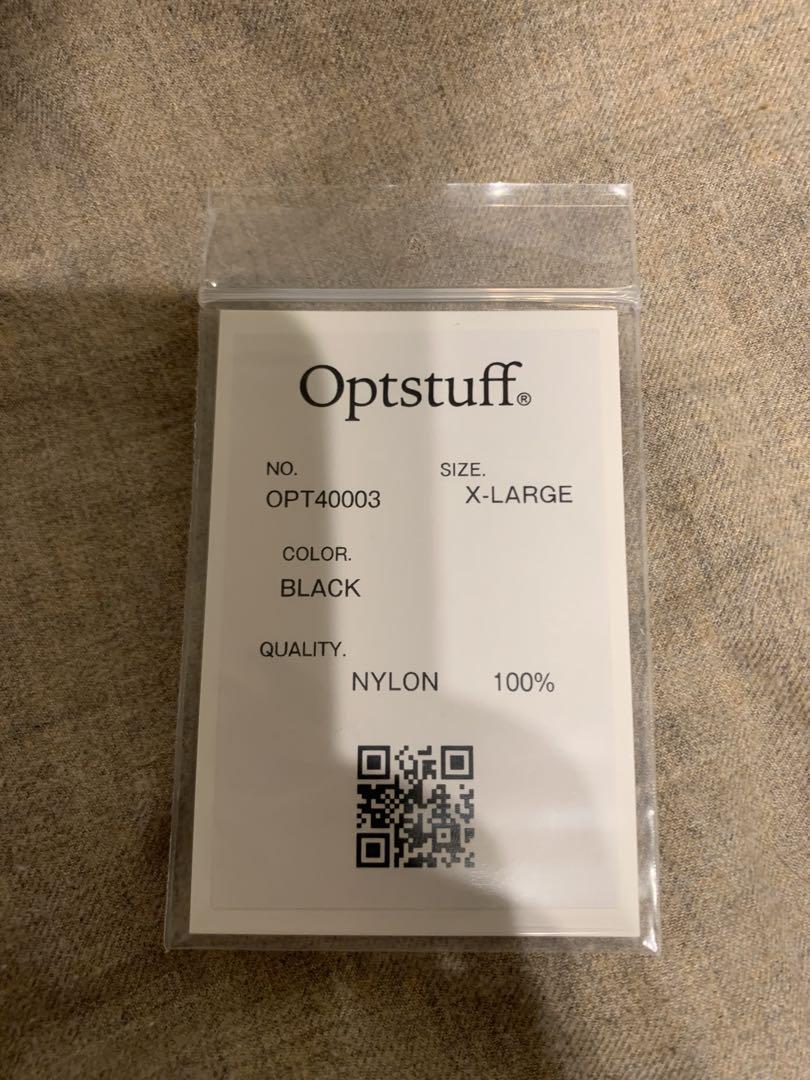 Optstuff®
NO. SIZE.
OPT40003 X-LARGE
COLOR.
BLACK
QUALITY.
NYLON 100%